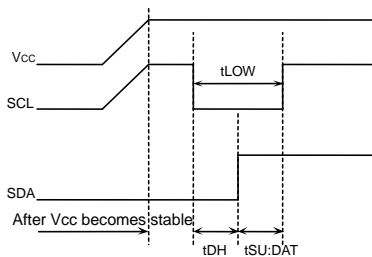 Vcc
tLOW
SCL
SDA
After Vcc becomes stable
tDH
tSU:DAT